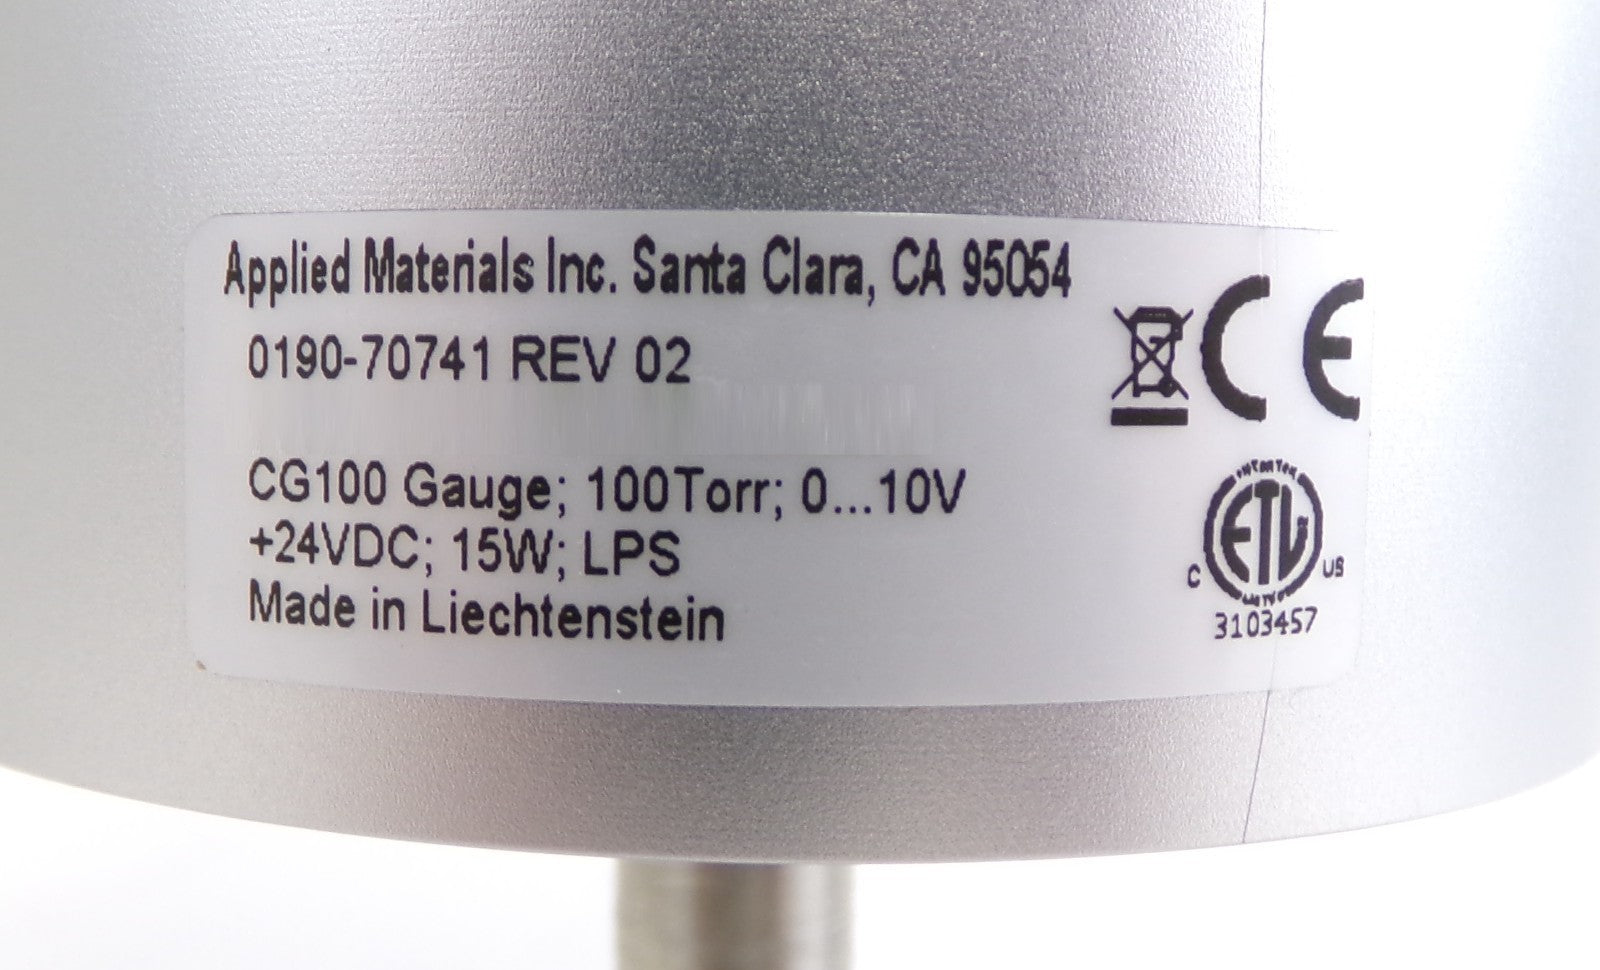 Applied Materials Inc. Santa Clara, CA 95054
0190-70741 REV 02
CG100 Gauge; 100Torr; 0...10V
+24VDC; 15W; LPS
Made in Liechtenstein
CE
ETL
C US
3103457